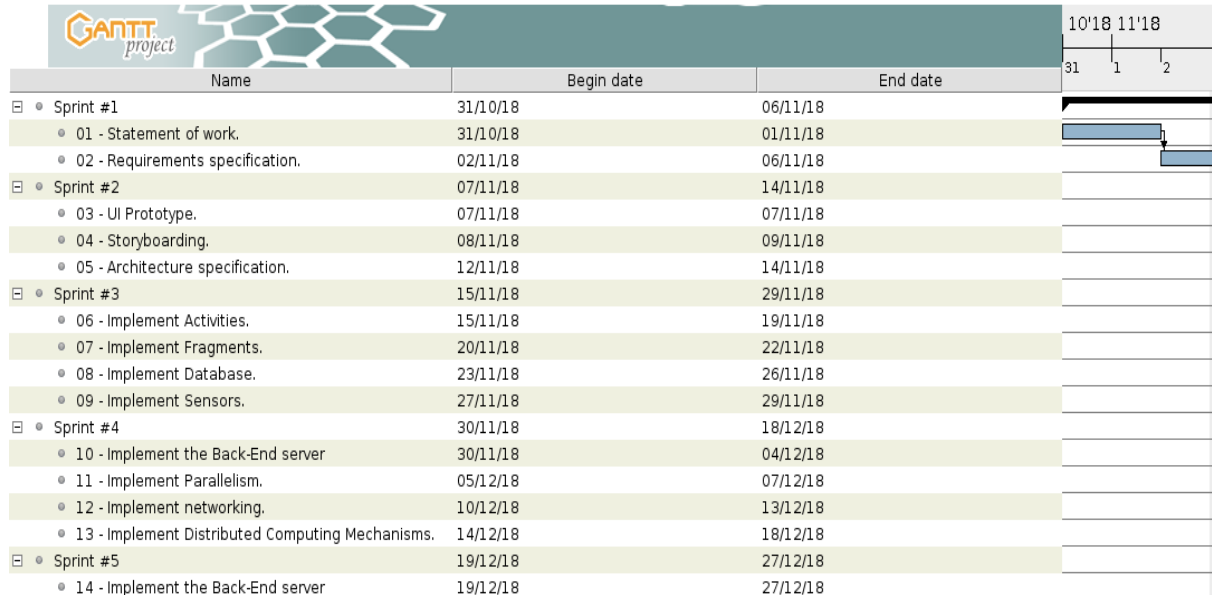 GANTT
project
10'18 11'18
31 1 2
Name Begin date End date
Sprint #1 31/10/18 06/11/18
01 - Statement of work. 31/10/18 01/11/18
02 - Requirements specification. 02/11/18 06/11/18
Sprint #2 07/11/18 14/11/18
03 - UI Prototype. 07/11/18 07/11/18
04 - Storyboarding. 08/11/18 09/11/18
05 - Architecture specification. 12/11/18 14/11/18
Sprint #3 15/11/18 29/11/18
06 - Implement Activities. 15/11/18 19/11/18
07 - Implement Fragments. 20/11/18 22/11/18
08 - Implement Database. 23/11/18 26/11/18
09 - Implement Sensors. 27/11/18 29/11/18
Sprint #4 30/11/18 18/12/18
10 - Implement the Back-End server 30/11/18 04/12/18
11 - Implement Parallelism. 05/12/18 07/12/18
12 - Implement networking. 10/12/18 13/12/18
13 - Implement Distributed Computing Mechanisms. 14/12/18 18/12/18
Sprint #5 19/12/18 27/12/18
14 - Implement the Back-End server 19/12/18 27/12/18